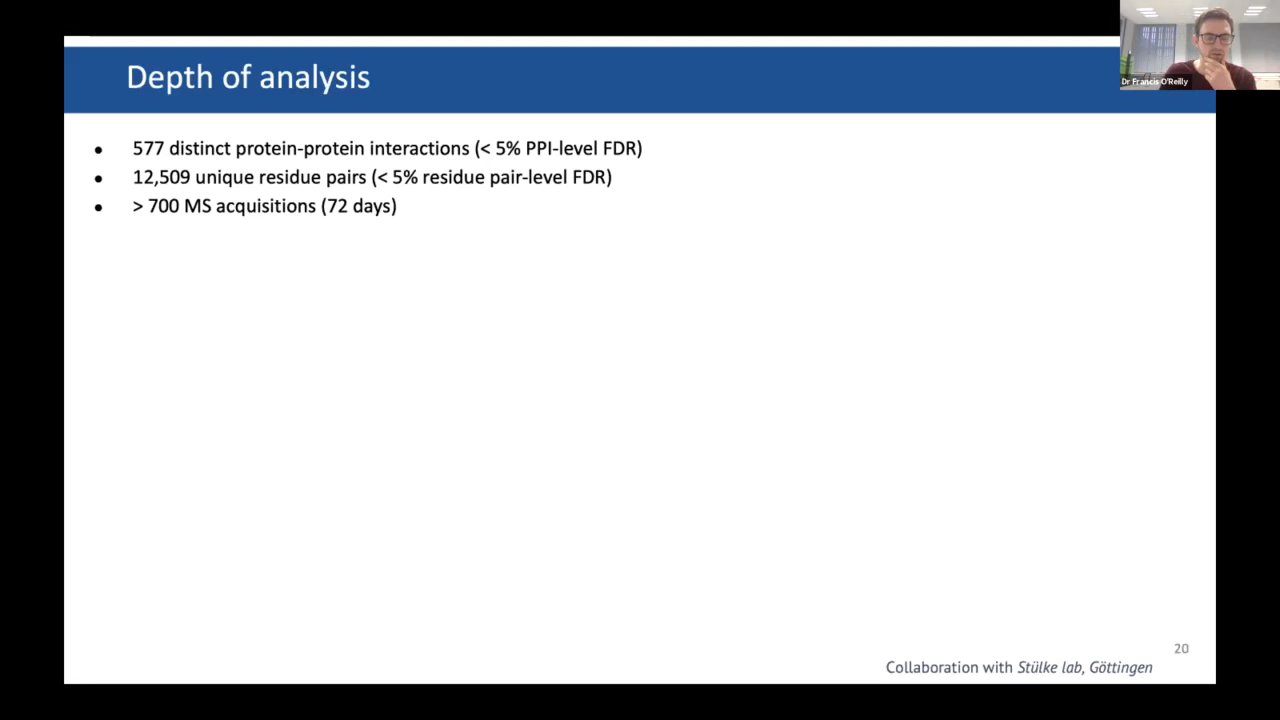 Depth of analysis
Dr Francis O'Reilly
• 577 distinct protein-protein interactions (< 5% PPI-level FDR)
• 12,509 unique residue pairs (< 5% residue pair-level FDR)
• > 700 MS acquisitions (72 days)
20
Collaboration with Stülke lab, Göttingen